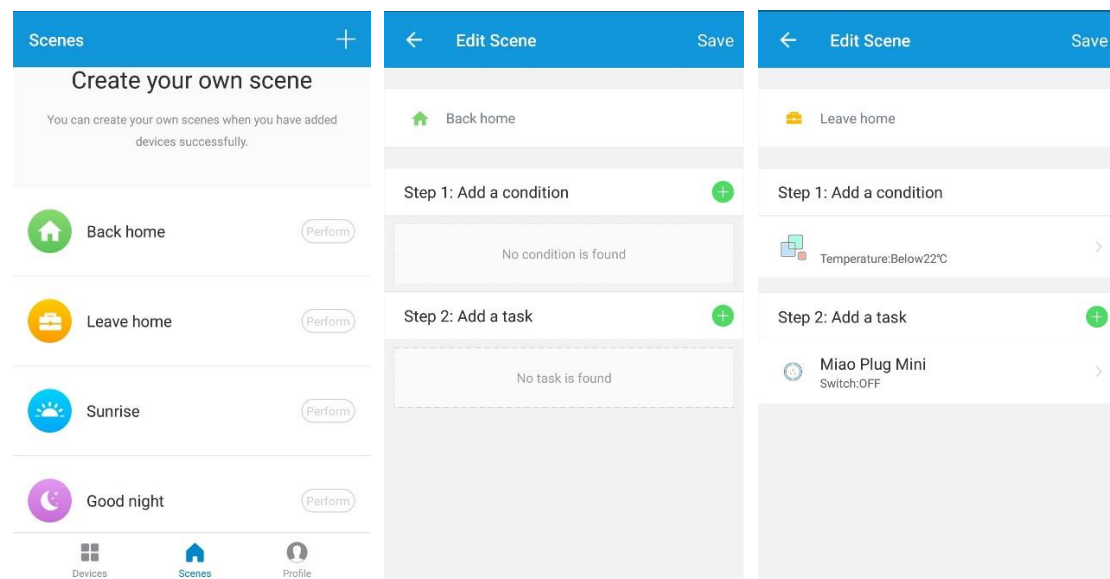 Scenes
Create your own scene
You can create your own scenes when you have added
devices successfully.
Back home
Perform
Leave home
Perform
Sunrise
Perform
Good night
Perform
Devices
Scenes
Profile
Edit Scene
Save
Back home
Step 1: Add a condition
No condition is found
Step 2: Add a task
No task is found
Edit Scene
Save
Leave home
Step 1: Add a condition
Temperature:Below22℃
Step 2: Add a task
Miao Plug Mini
Switch:OFF